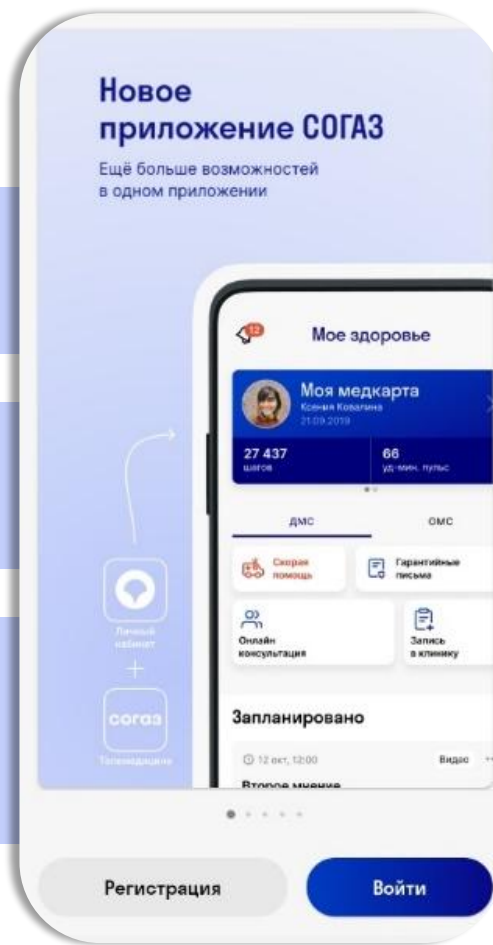 Новое
приложение СОГАЗ
Ещё больше возможностей
в одном приложении
12
Мое здоровье
Моя медкарта
Ксения Ковалина
21.09.2019
27 437
шагов
66
уд-мин. пульс
ДМС
ОМС
Скорая
помощь
Гарантийные
письма
Онлайн
консультация
Запись
в клинику
Личный
кабинет
+
согаз
Телемедицина
Запланировано
12 окт, 12:00
Видео
Второе мнение
Регистрация
Войти